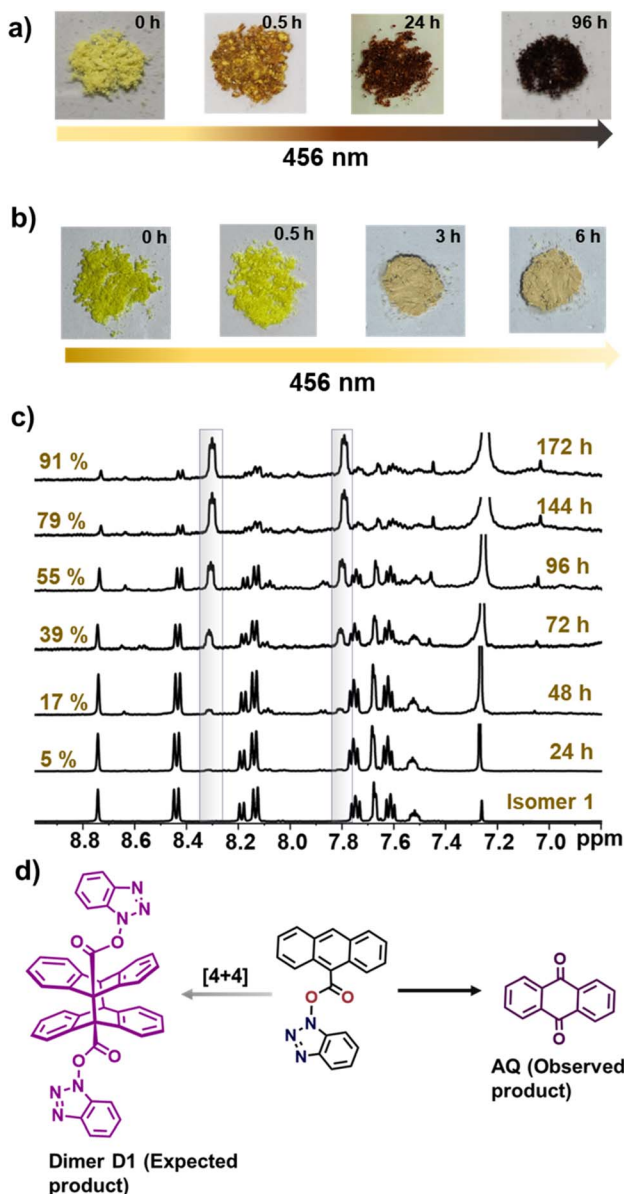 a)
0 h
0.5 h
24 h
96 h
456 nm
b)
0 h
0.5 h
3 h
6 h
456 nm
c)
91 %
172 h
79 %
144 h
55 %
96 h
39 %
72 h
17 %
48 h
5 %
24 h
Isomer 1
8.8 8.6 8.4 8.2 8.0 7.8 7.6 7.4 7.2 7.0 ppm
d)
N
N
N
O
O
[4+4]
O
O
N
N
N
O
O
O
O
N
N
N
AQ (Observed
product)
Dimer D1 (Expected
product)